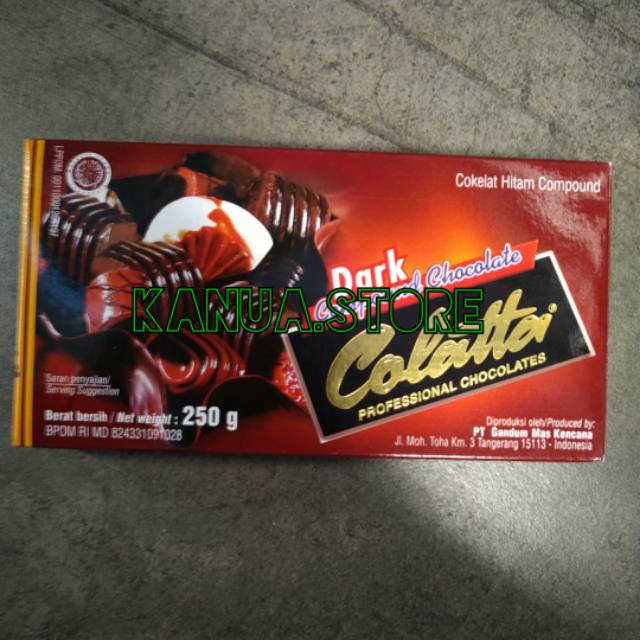 Cokelat Hitam Compound
Dark
Compound Chocolate
KANUA.STORE
Colatta®
PROFESSIONAL CHOCOLATES
Saran penyajian/
Serving Suggestion
Berat bersih / Net weight : 250 g
BPOM RI MD 824331091028
Diproduksi oleh/Produced by:
PT Gandum Mas Kencana
Jl. Moh. Toha Km. 3 Tangerang 15113 - Indonesia